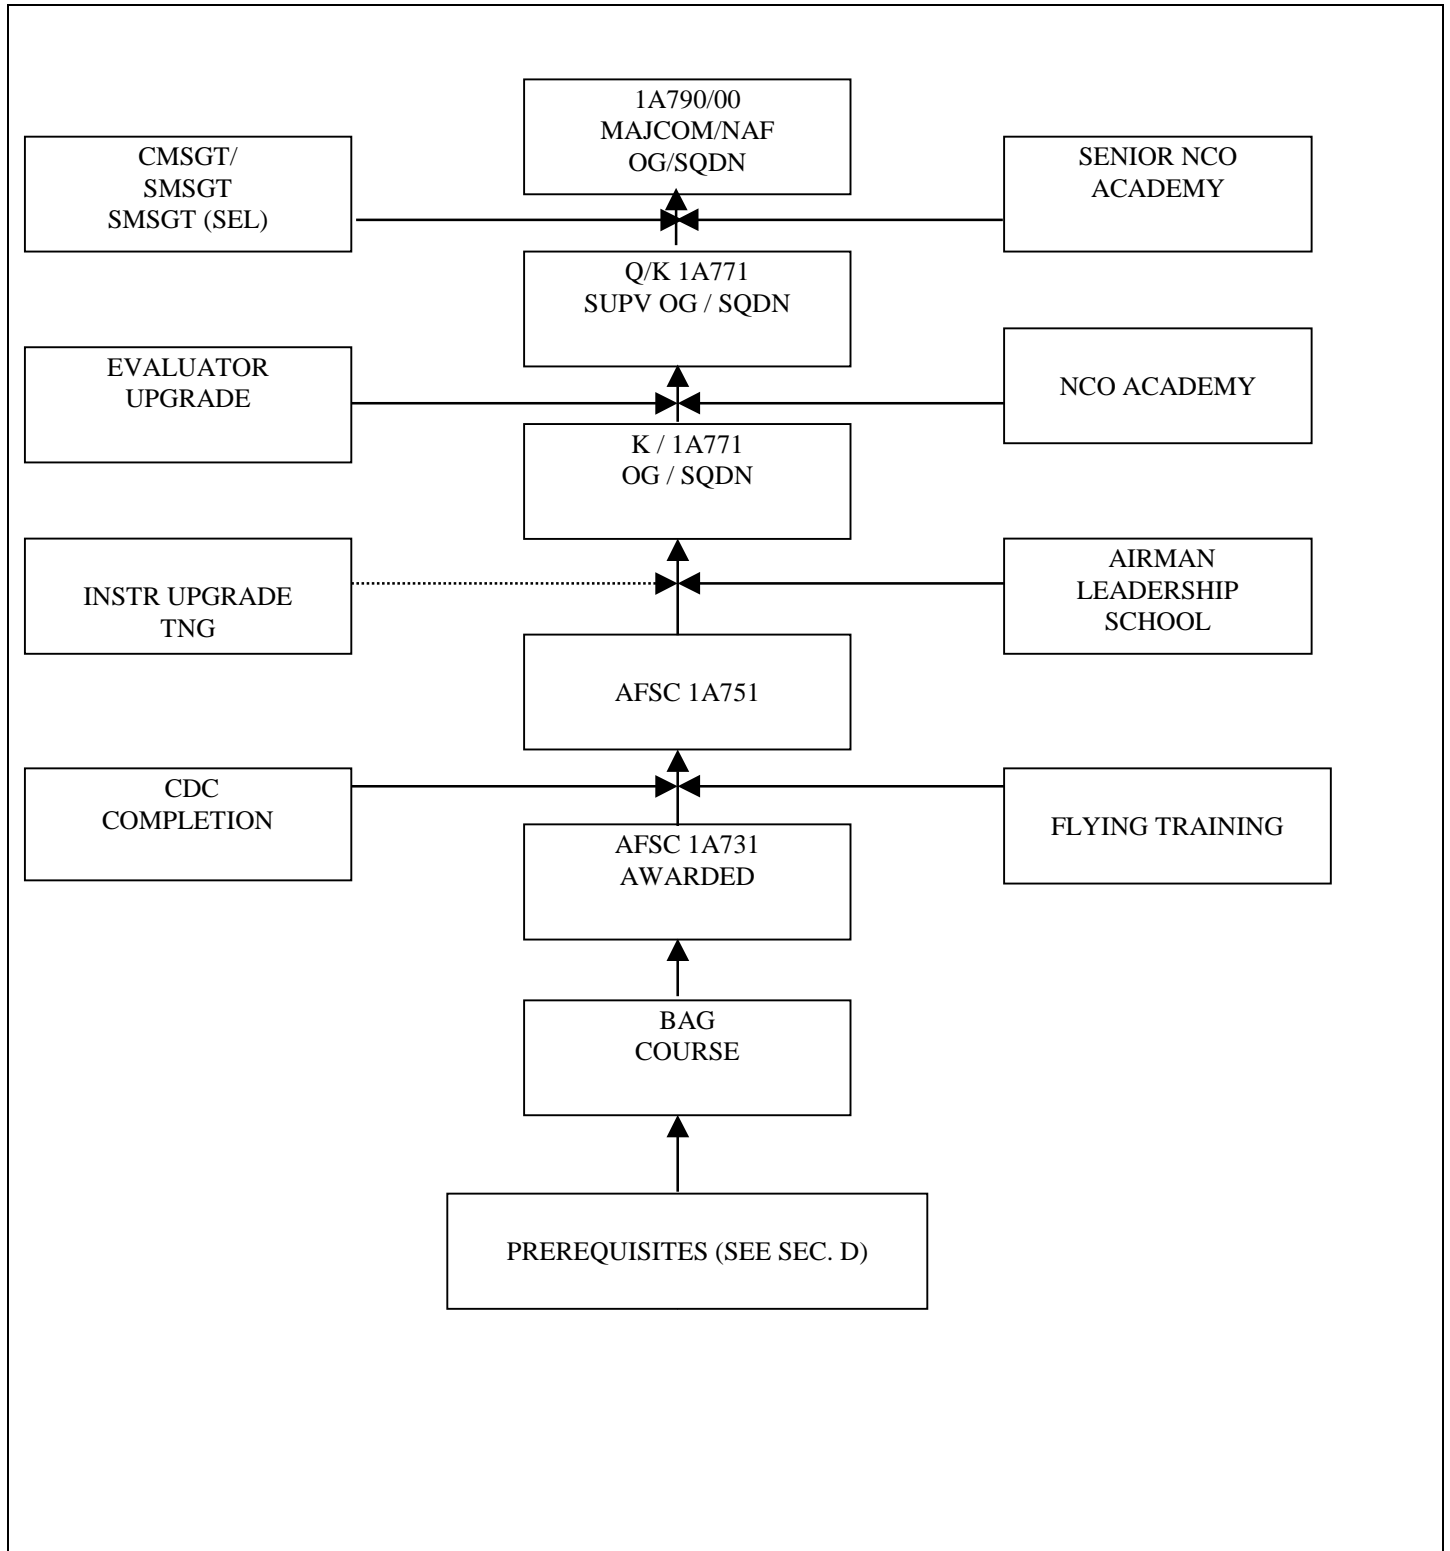 1A790/00
MAJCOM/NAF
OG/SQDN
CMSGT/
SMSGT
SMSGT (SEL)
SENIOR NCO
ACADEMY
Q/K 1A771
SUPV OG / SQDN
EVALUATOR
UPGRADE
NCO ACADEMY
K / 1A771
OG / SQDN
INSTR UPGRADE
TNG
AIRMAN
LEADERSHIP
SCHOOL
AFSC 1A751
CDC
COMPLETION
FLYING TRAINING
AFSC 1A731
AWARDED
BAG
COURSE
PREREQUISITES (SEE SEC. D)